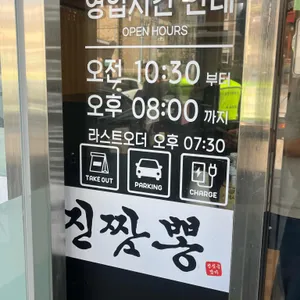 영업시간 안내
OPEN HOURS
오전 10:30 부터
오후 08:00 까지
라스트오더 오후 07:30
TAKE OUT
PARKING
CHARGE
진짬뽕